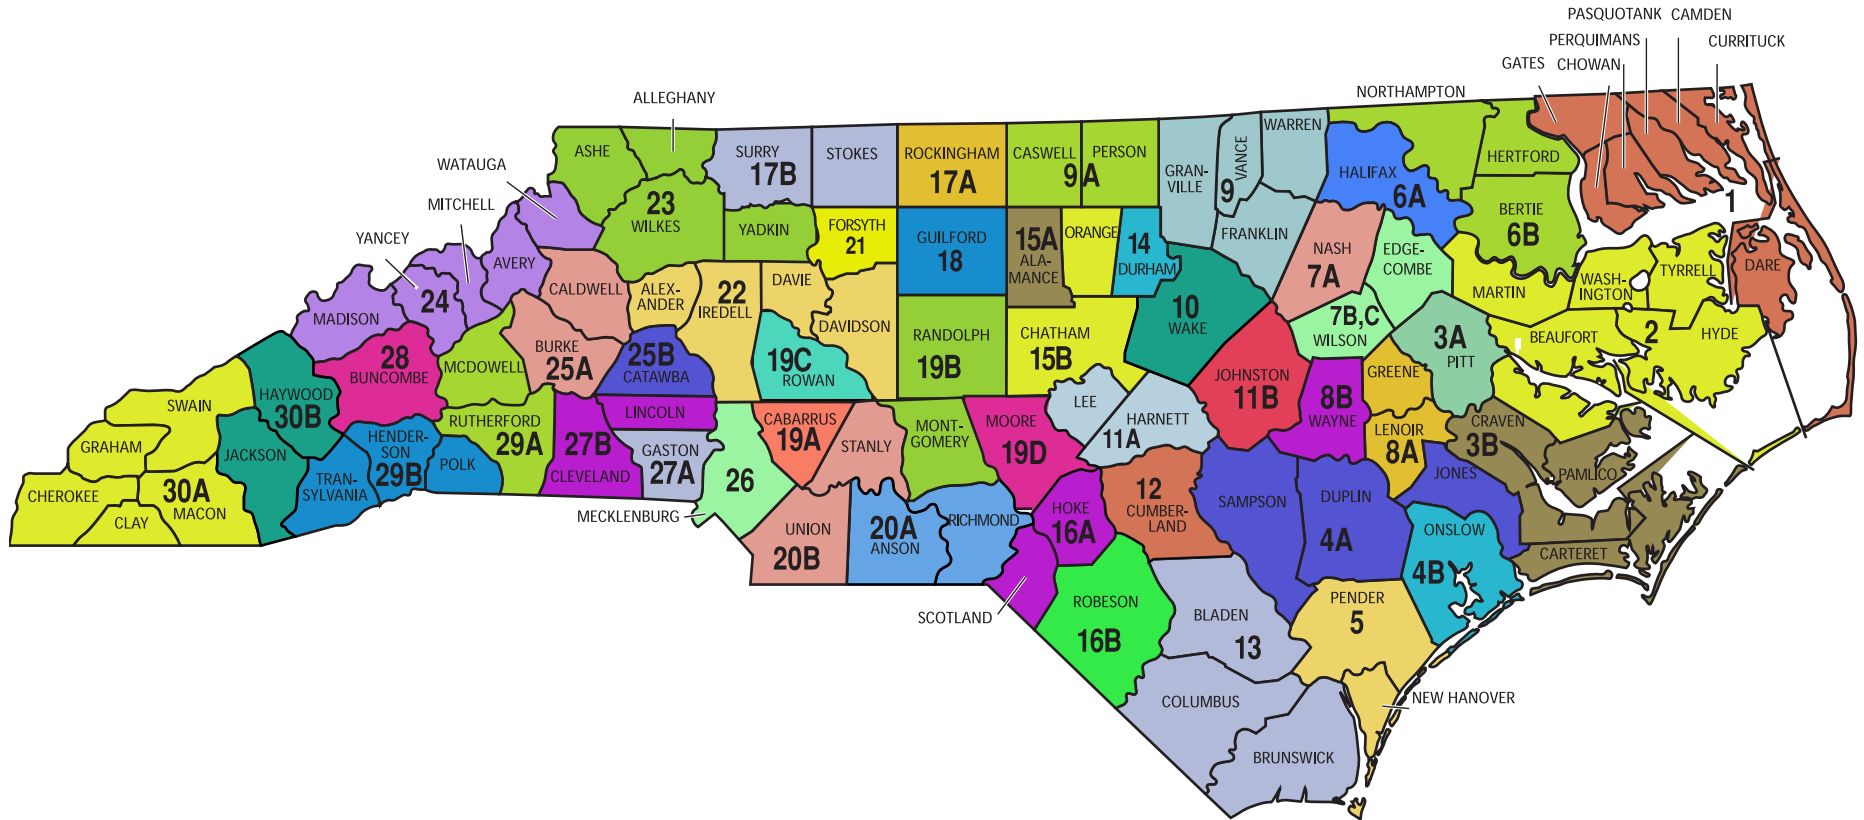 PASQUOTANK
CAMDEN
PERQUIMANS
CURRITUCK
GATES
CHOWAN
NORTHAMPTON
ALLEGHANY
WATAUGA
MITCHELL
YANCEY
ASHE
SURRY
17B
STOKES
ROCKINGHAM
17A
CASWELL
PERSON
9A
GRAN-
VILLE
VANCE
9
WARREN
HALIFAX
6A
HERTFORD
BERTIE
6B
1
23
WILKES
YADKIN
FORSYTH
21
GUILFORD
18
15A
ALA-
MANCE
ORANGE
14
DURHAM
FRANKLIN
NASH
7A
EDGE-
COMBE
MARTIN
WASH-
INGTON
TYRRELL
DARE
AVERY
24
MADISON
CALDWELL
ALEX-
ANDER
22
IREDELL
DAVIE
DAVIDSON
RANDOLPH
19B
CHATHAM
15B
10
WAKE
7B,C
WILSON
3A
PITT
BEAUFORT
2
HYDE
28
BUNCOMBE
MCDOWELL
BURKE
25A
25B
CATAWBA
19C
ROWAN
JOHNSTON
11B
8B
WAYNE
GREENE
LENOIR
8A
CRAVEN
3B
PAMLICO
JONES
HAYWOOD
30B
SWAIN
GRAHAM
JACKSON
CHEROKEE
CLAY
30A
MACON
TRAN-
SYLVANIA
HENDER-
SON
29B
POLK
RUTHERFORD
29A
27B
CLEVELAND
LINCOLN
GASTON
27A
26
MECKLENBURG
CABARRUS
19A
STANLY
MONT-
GOMERY
MOORE
19D
LEE
HARNETT
11A
UNION
20B
20A
ANSON
RICHMOND
HOKE
16A
SCOTLAND
12
CUMBER-
LAND
SAMPSON
DUPLIN
4A
ONSLOW
4B
CARTERET
ROBESON
16B
BLADEN
13
PENDER
5
COLUMBUS
NEW HANOVER
BRUNSWICK